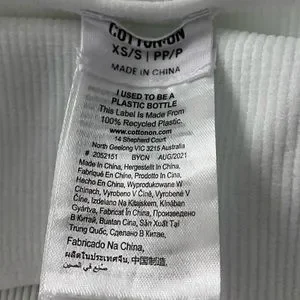 COTTON:ON
XS/S | PP/P
MADE IN CHINA
I USED TO BE A
PLASTIC BOTTLE
This Label Is Made From
100% Recycled Plastic.
www.cottonon.com
14 Shepherd Court
North Geelong VIC 3215 Australia
# 2052151 BYCN AUG/2021
Made In China, Hergestellt In China,
Fabriqué En Chine, Prodotto In Cina,
Hecho En China, Wyprodukowane W
Chinach, Vyrobeno V Číně, Vyrobené V
Číne, Izdelano Na Kitajskem, Kínában
Gyártva, Fabricat În China, Произведено
В Китай, Buatan Cina, Sản Xuất Tại
Trung Quốc, Сделано В Китае.
Fabricado Na China,
ผลิตในประเทศจีน, 中国制造,
صنع في الصين